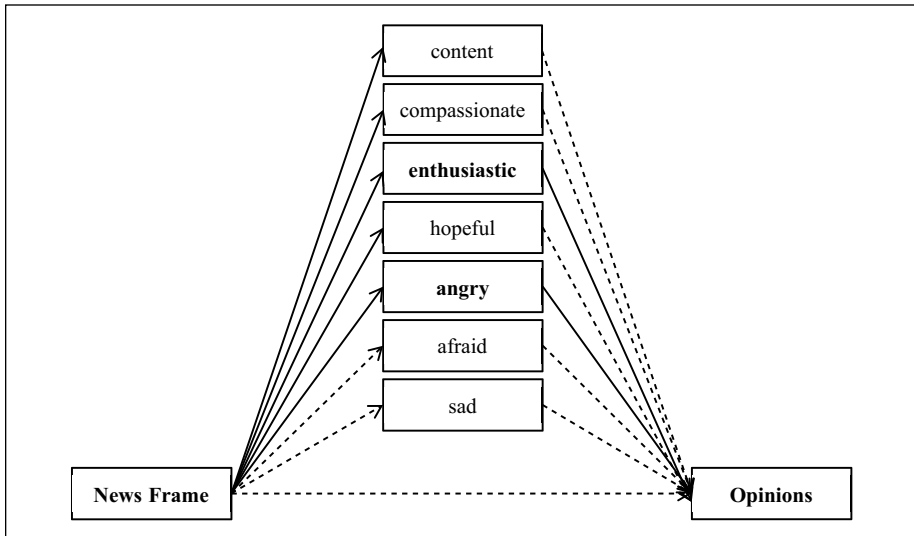 content
compassionate
enthusiastic
hopeful
angry
afraid
sad
News Frame
Opinions